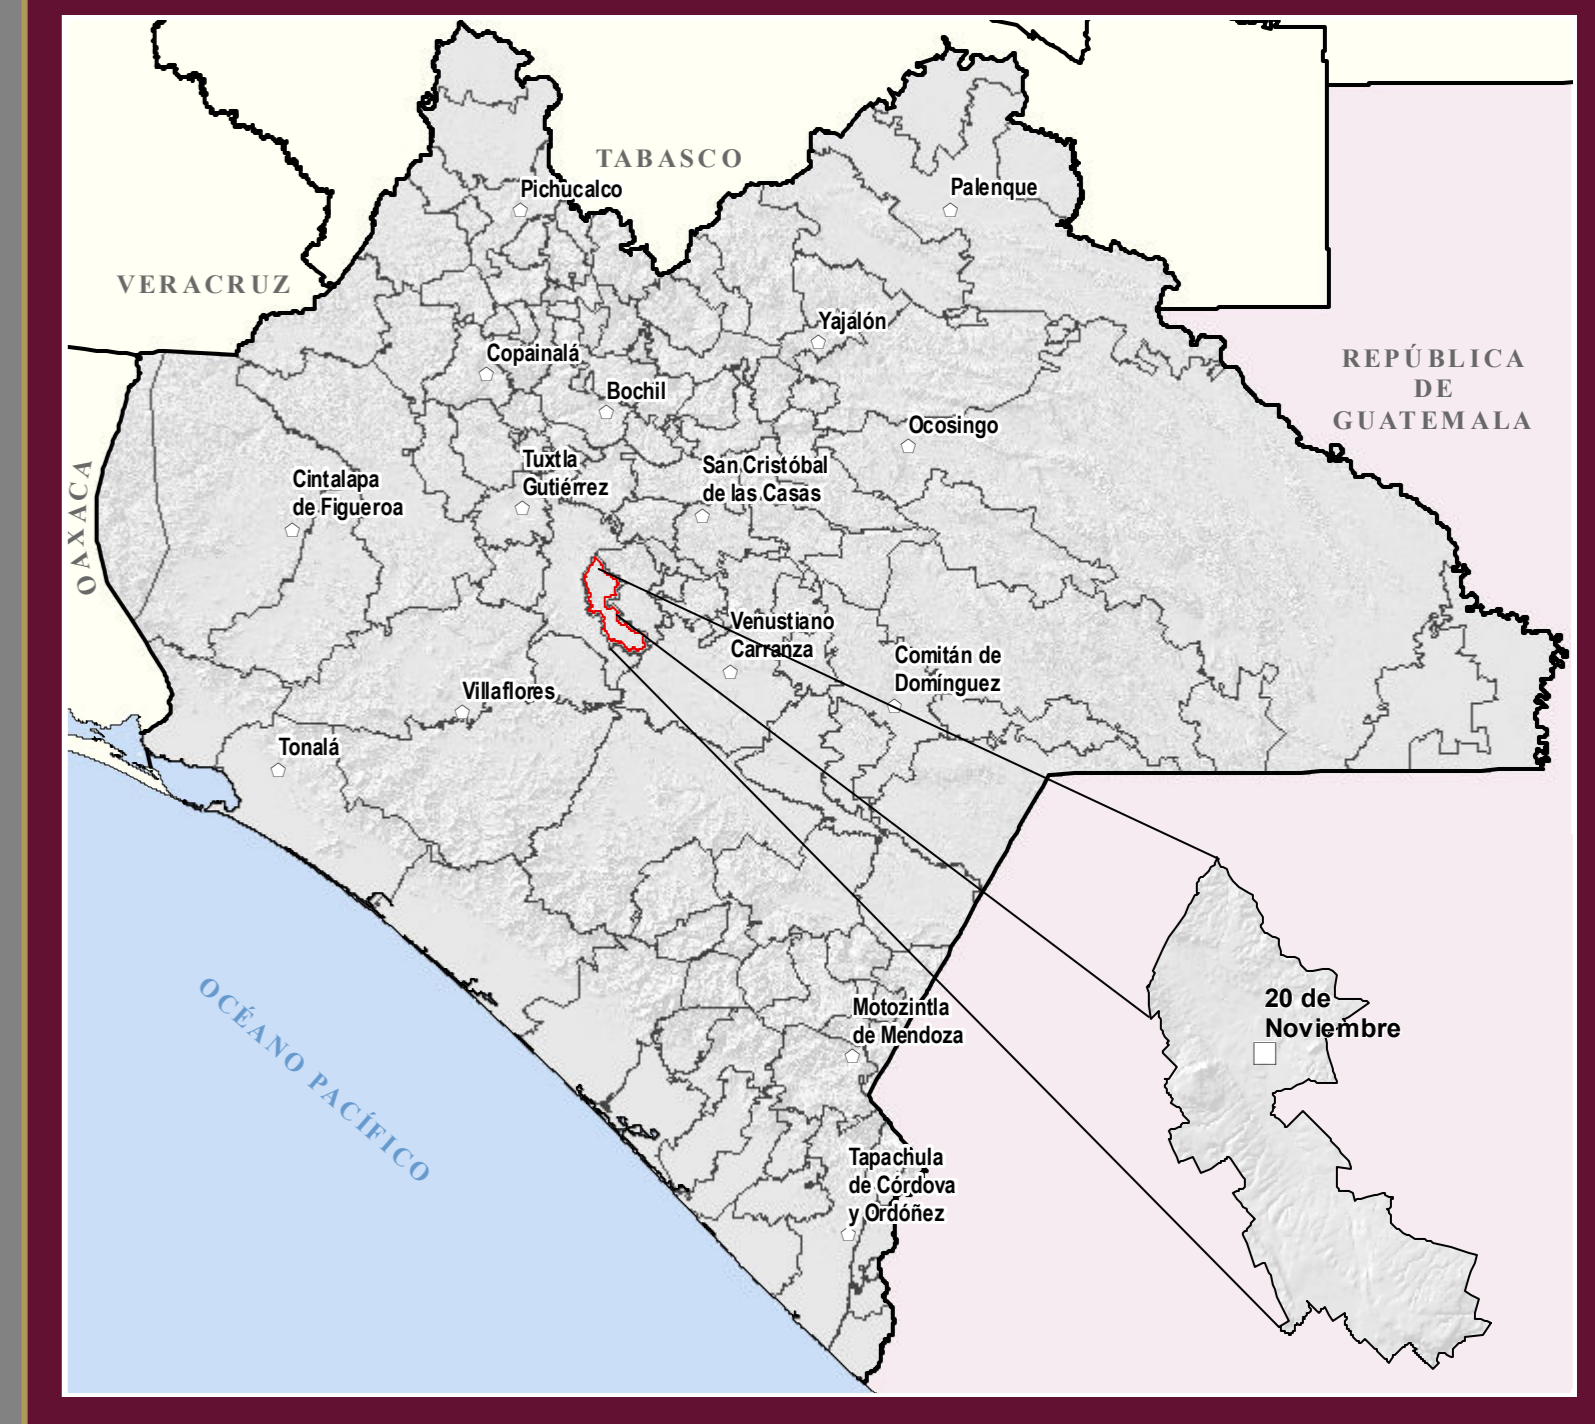 TABASCO
Pichucalco
Palenque
VERACRUZ
Yajalón
REPÚBLICA
DE
GUATEMALA
Copainalá
Bochil
Ocosingo
Tuxtla
Gutiérrez
San Cristóbal
de las Casas
Cintalapa
de Figueroa
OAXACA
Venustiano
Carranza
Comitán de
Domínguez
Villaflores
Tonalá
OCÉANO PACÍFICO
Motozintla
de Mendoza
20 de
Noviembre
Tapachula
de Córdova
y Ordóñez